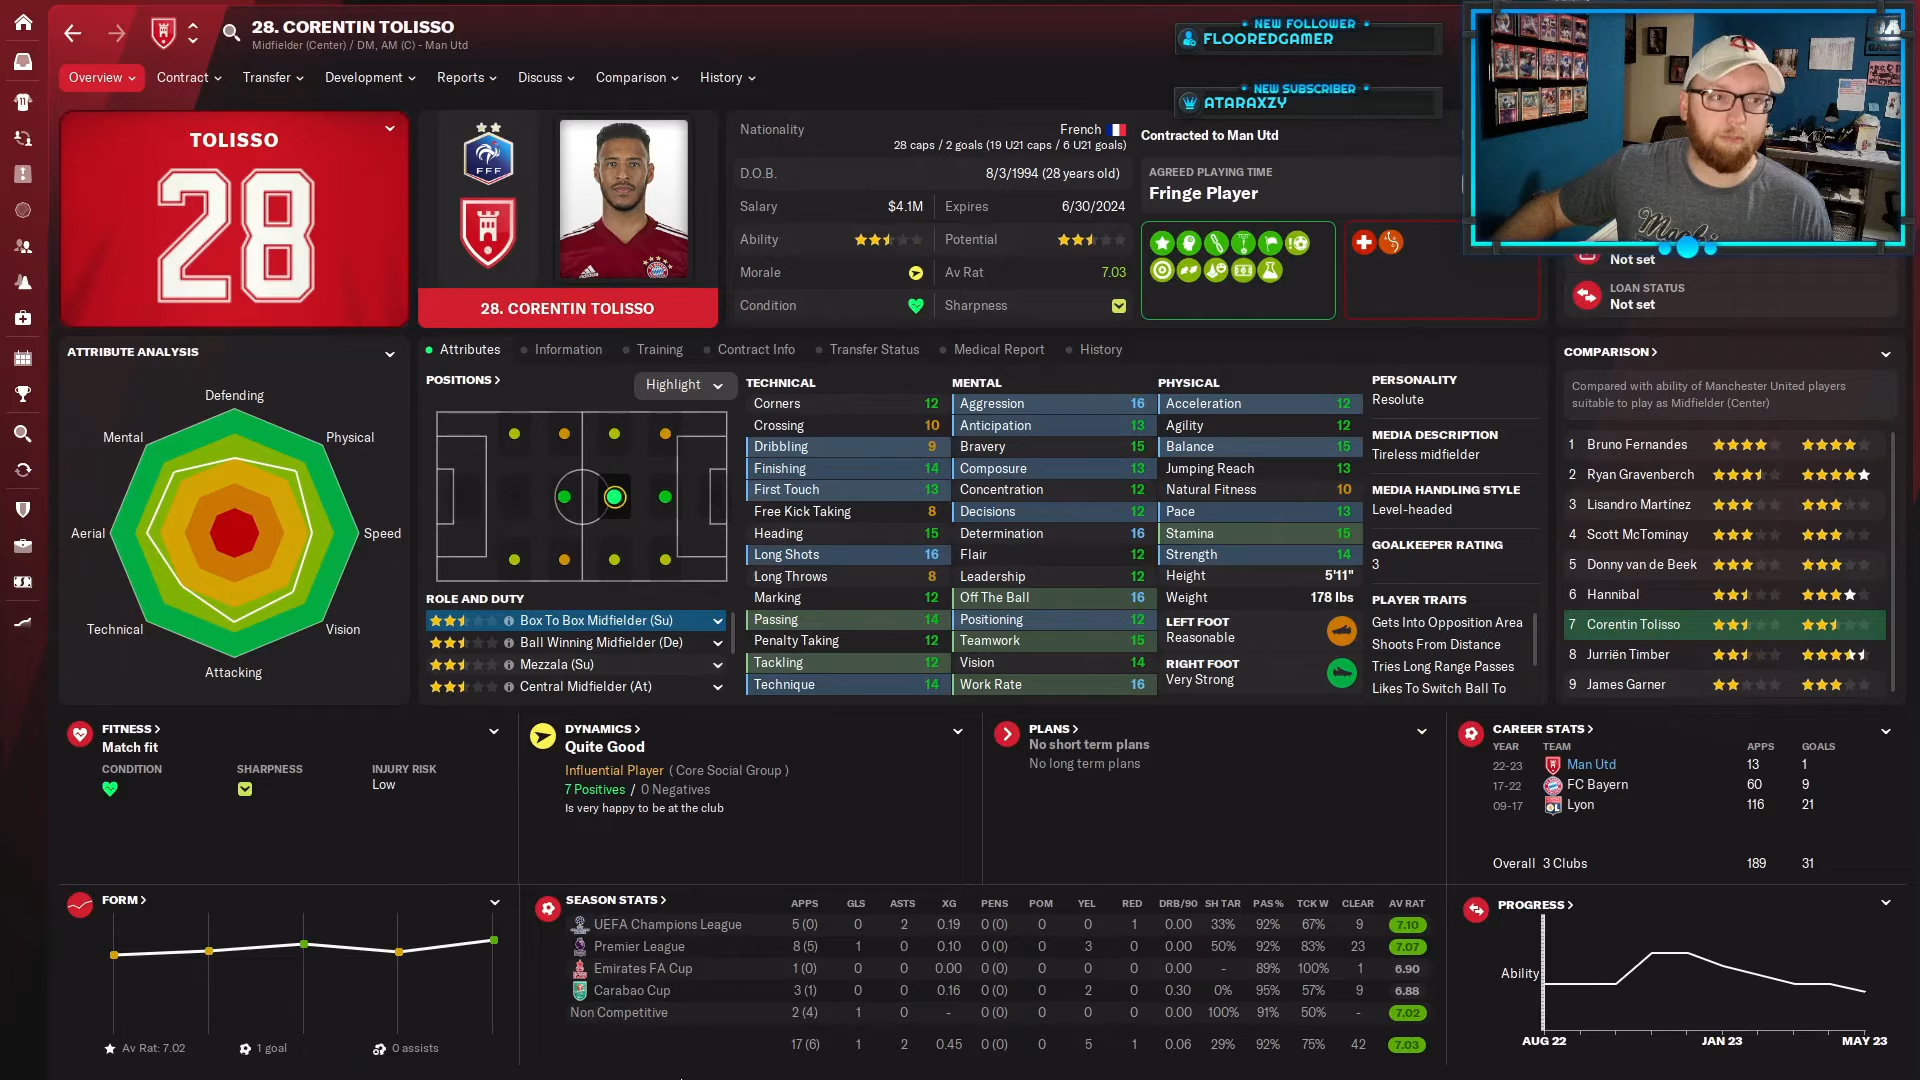 28. CORENTIN TOLISSO
Midfielder (Center) / DM, AM (C) - Man Utd
Overview
Contract
Transfer
Development
Reports
Discuss
Comparison
History
NEW FOLLOWER
FLOOREDGAMER
NEW SUBSCRIBER
ATARAXZY
TOLISSO
28
FFF
28. CORENTIN TOLISSO
Nationality French
28 caps / 2 goals (19 U21 caps / 6 U21 goals)
D.O.B. 8/3/1994 (28 years old)
Salary $4.1M Expires 6/30/2024
Ability Potential
Morale Av Rat 7.03
Condition Sharpness
Contracted to Man Utd
AGREED PLAYING TIME
Fringe Player
Not set
LOAN STATUS
Not set
ATTRIBUTE ANALYSIS
Defending
Physical
Speed
Vision
Attacking
Technical
Aerial
Mental
Attributes
Information
Training
Contract Info
Transfer Status
Medical Report
History
POSITIONS
Highlight
ROLE AND DUTY
Box To Box Midfielder (Su)
Ball Winning Midfielder (De)
Mezzala (Su)
Central Midfielder (At)
TECHNICAL
Corners 12
Crossing 10
Dribbling 9
Finishing 14
First Touch 13
Free Kick Taking 8
Heading 15
Long Shots 16
Long Throws 8
Marking 12
Passing 14
Penalty Taking 12
Tackling 12
Technique 14
MENTAL
Aggression 16
Anticipation 13
Bravery 15
Composure 13
Concentration 12
Decisions 12
Determination 16
Flair 12
Leadership 12
Off The Ball 16
Positioning 12
Teamwork 15
Vision 14
Work Rate 16
PHYSICAL
Acceleration 12
Agility 12
Balance 15
Jumping Reach 13
Natural Fitness 10
Pace 13
Stamina 15
Strength 14
Height 5'11"
Weight 178 lbs
LEFT FOOT
Reasonable
RIGHT FOOT
Very Strong
PERSONALITY
Resolute
MEDIA DESCRIPTION
Tireless midfielder
MEDIA HANDLING STYLE
Level-headed
GOALKEEPER RATING
3
PLAYER TRAITS
Gets Into Opposition Area
Shoots From Distance
Tries Long Range Passes
Likes To Switch Ball To
COMPARISON
Compared with ability of Manchester United players
suitable to play as Midfielder (Center)
1 Bruno Fernandes
2 Ryan Gravenberch
3 Lisandro Martínez
4 Scott McTominay
5 Donny van de Beek
6 Hannibal
7 Corentin Tolisso
8 Jurriën Timber
9 James Garner
FITNESS
Match fit
CONDITION SHARPNESS INJURY RISK
Low
DYNAMICS
Quite Good
Influential Player ( Core Social Group )
7 Positives / 0 Negatives
Is very happy to be at the club
PLANS
No short term plans
No long term plans
CAREER STATS
YEAR TEAM APPS GOALS
22-23 Man Utd 13 1
17-22 FC Bayern 60 9
09-17 Lyon 116 21
Overall 3 Clubs 189 31
FORM
Av Rat: 7.02 1 goal 0 assists
SEASON STATS APPS GLS ASTS XG PENS POM YEL RED DRB/90 SH TAR PAS % TCK W CLEAR AV RAT
UEFA Champions League 5 (0) 0 2 0.19 0 (0) 0 0 1 0.00 33% 92% 67% 9 7.10
Premier League 8 (5) 1 0 0.10 0 (0) 0 3 0 0.00 50% 92% 83% 23 7.07
Emirates FA Cup 1 (0) 0 0 0.00 0 (0) 0 0 0 0.00 - 89% 100% 1 6.90
Carabao Cup 3 (1) 0 0 0.16 0 (0) 0 2 0 0.30 0% 95% 57% 9 6.88
Non Competitive 2 (4) 1 0 - 0 (0) 0 0 0 0.00 100% 91% 50% - 7.02
17 (6) 1 2 0.45 0 (0) 0 5 1 0.06 29% 92% 75% 42 7.03
PROGRESS
Ability
AUG 22 JAN 23 MAY 23